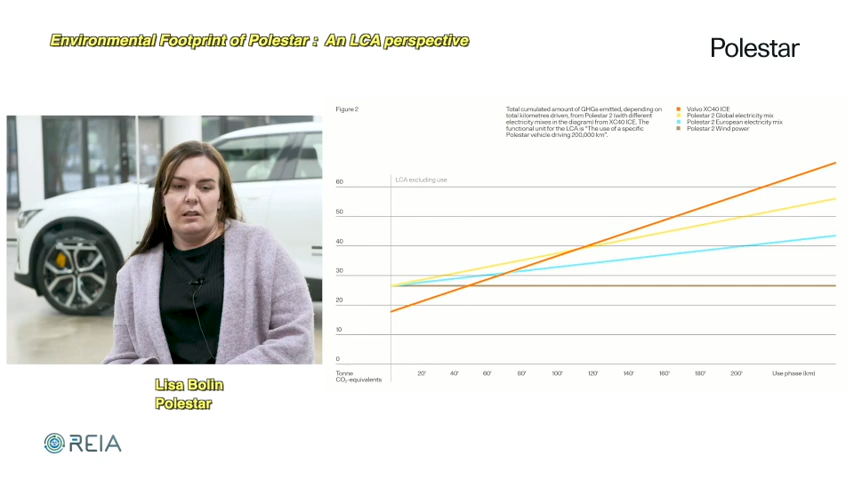 Environmental Footprint of Polestar : An LCA perspective
Polestar
Figure 2
Total cumulated amount of GHGs emitted, depending on
total kilometres driven, from Polestar 2 (with different
electricity mixes in the diagram) from XC40 ICE. The
functional unit for the LCA is "The use of a specific
Polestar vehicle driving 200,000 km".
Volvo XC40 ICE
Polestar 2 Global electricity mix
Polestar 2 European electricity mix
Polestar 2 Wind power
LCA excluding use
60
50
40
30
20
10
0
Tonne
CO₂-equivalents
20' 40' 60' 80' 100' 120' 140' 160' 180' 200' Use phase (km)
Lisa Bolin
Polestar
REIA